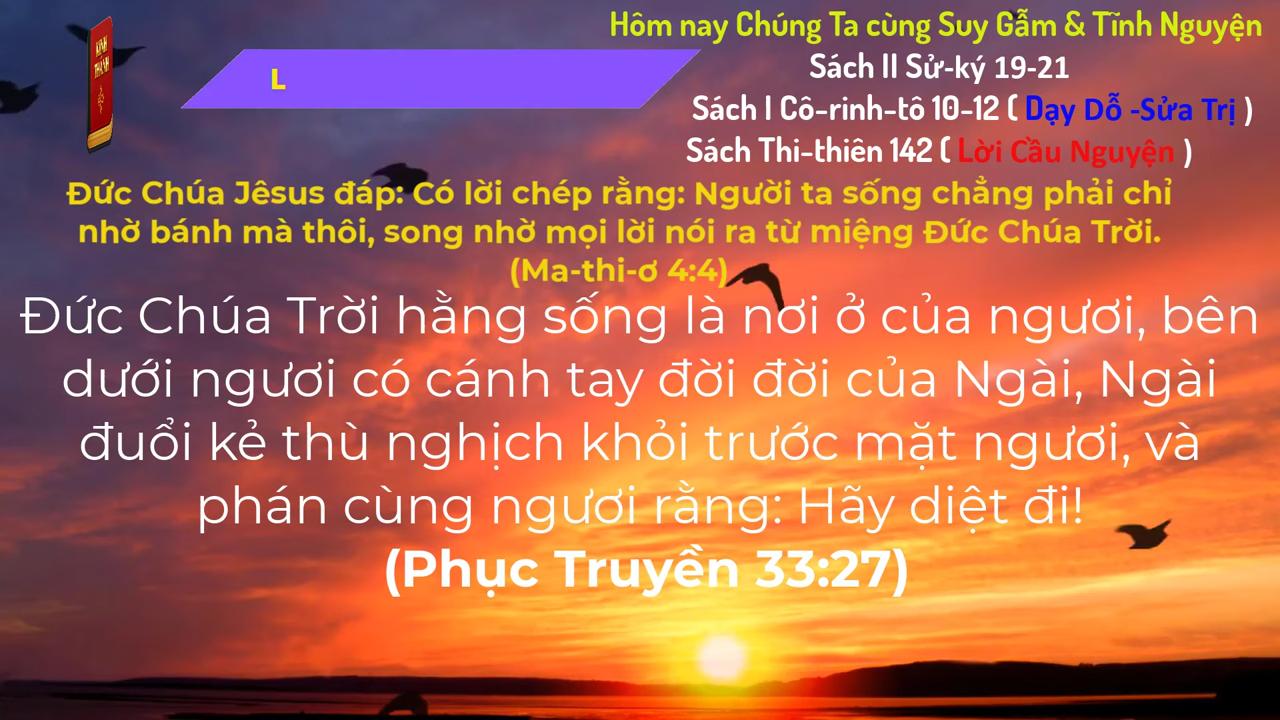 KINH
THÁNH
L
Hôm nay Chúng Ta cùng Suy Gẫm & Tĩnh Nguyện
Sách II Sử-ký 19-21
Sách I Cô-rinh-tô 10-12 ( Dạy Dỗ -Sửa Trị )
Sách Thi-thiên 142 ( Lời Cầu Nguyện )
Đức Chúa Jêsus đáp: Có lời chép rằng: Người ta sống chẳng phải chỉ
nhờ bánh mà thôi, song nhờ mọi lời nói ra từ miệng Đức Chúa Trời.
(Ma-thi-ơ 4:4)
Đức Chúa Trời hằng sống là nơi ở của ngươi, bên
dưới ngươi có cánh tay đời đời của Ngài, Ngài
đuổi kẻ thù nghịch khỏi trước mặt ngươi, và
phán cùng ngươi rằng: Hãy diệt đi!
(Phục Truyền 33:27)